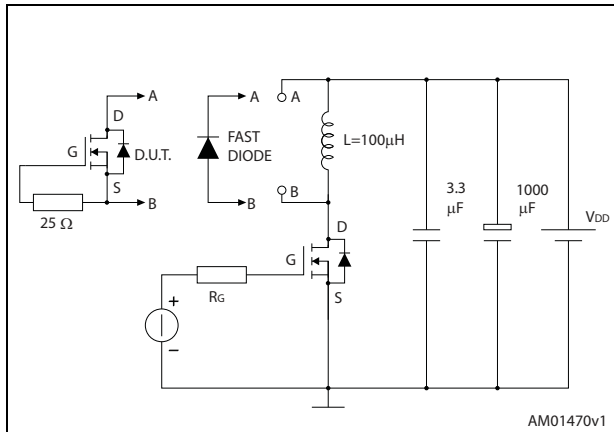 A
D
G
D.U.T.
S
B
25 Ω
A
FAST
DIODE
B
A
B
L=100μH
D
G
S
RG
+
–
3.3
μF
1000
μF
VDD
AM01470v1